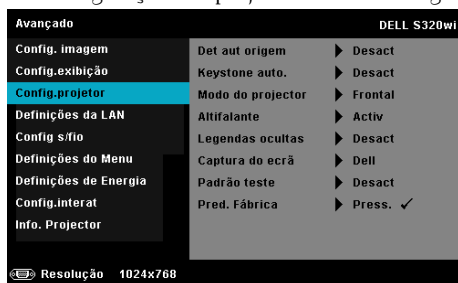 Avançado DELL S320wi
Config. imagem
Config.exibição
Config.projetor
Definições da LAN
Config s/fio
Definições do Menu
Definições de Energia
Config.interat
Info. Projector
Det aut origem Desact
Keystone auto. Desact
Modo do projector Frontal
Altifalante Activ
Legendas ocultas Desact
Captura do ecrã Dell
Padrão teste Desact
Pred. Fábrica Press. ✓
Resolução 1024x768